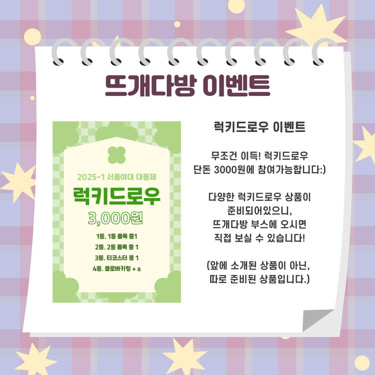 뜨개다방 이벤트
2025-1 서울여대 대동제
럭키드로우
3,000원
1등. 1등 품목 중1
2등. 2등 품목 중 1
3등. 티코스터 중 1
4등. 클로버키링 + a
럭키드로우 이벤트
무조건 이득! 럭키드로우
단돈 3000원에 참여가능합니다:)
다양한 럭키드로우 상품이
준비되어있으니,
뜨개다방 부스에 오시면
직접 보실 수 있습니다!
(앞에 소개된 상품이 아닌,
따로 준비된 상품입니다.)